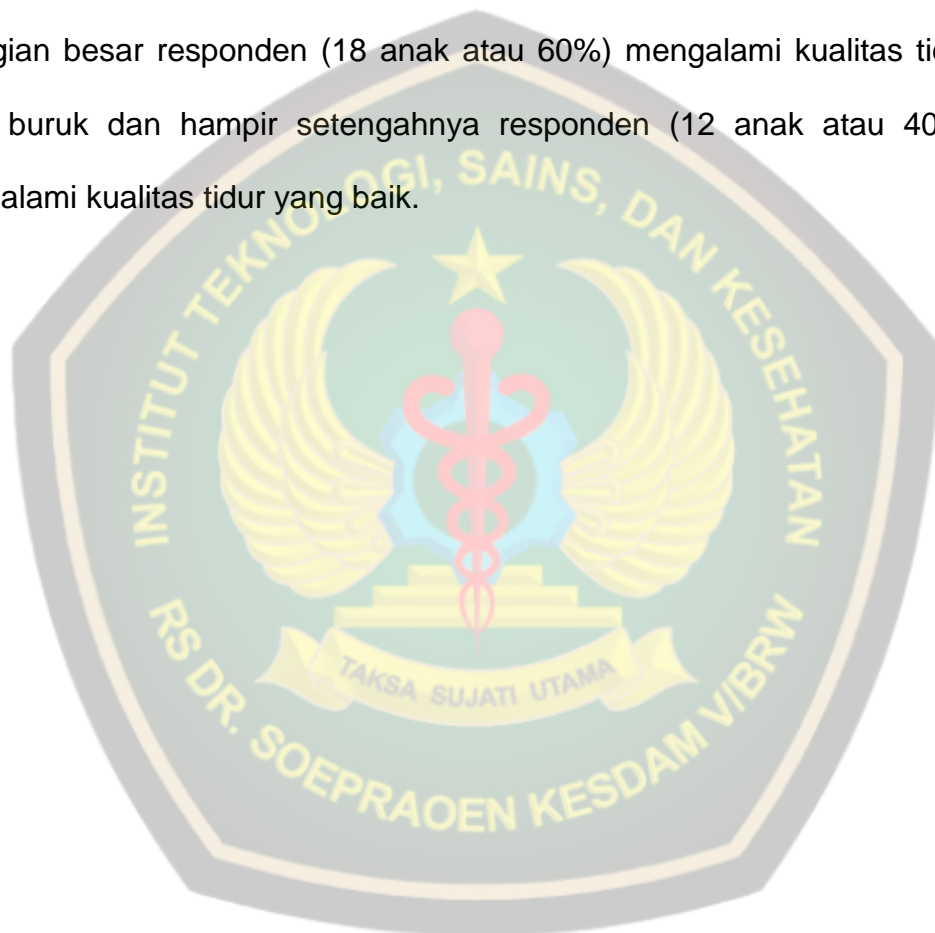 gian besar responden (18 anak atau 60%) mengalami kualitas tid
buruk dan hampir setengahnya responden (12 anak atau 40
alami kualitas tidur yang baik.
INSTITUT TEKNOLOGI, SAINS, DAN KESEHATAN
TAKSA SUJATI UTAMA
RS DR. SOEPRAOEN KESDAM V/BRW